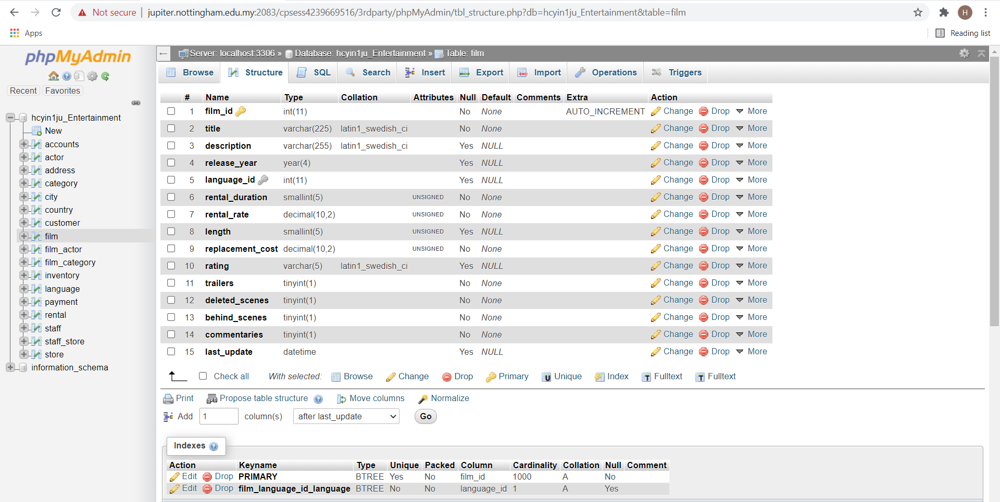 Not secure | jupiter.nottingham.edu.my:2083/cpsess4239669516/3rdparty/phpMyAdmin/tbl_structure.php?db=hcyin1ju_Entertainment&table=film H
Apps Reading list
phpMyAdmin
Recent Favorites
hcyin1ju_Entertainment
New
accounts
actor
address
category
city
country
customer
film
film_actor
film_category
inventory
language
payment
rental
staff
staff_store
store
information_schema
Server: localhost:3306 » Database: hcyin1ju_Entertainment » Table: film
Browse Structure SQL Search Insert Export Import Operations Triggers
# Name Type Collation Attributes Null Default Comments Extra Action
1 film_id int(11) No None AUTO_INCREMENT Change Drop More
2 title varchar(225) latin1_swedish_ci No None Change Drop More
3 description varchar(255) latin1_swedish_ci Yes NULL Change Drop More
4 release_year year(4) Yes NULL Change Drop More
5 language_id int(11) Yes NULL Change Drop More
6 rental_duration smallint(5) UNSIGNED No None Change Drop More
7 rental_rate decimal(10,2) UNSIGNED No None Change Drop More
8 length smallint(5) UNSIGNED Yes NULL Change Drop More
9 replacement_cost decimal(10,2) UNSIGNED No None Change Drop More
10 rating varchar(5) latin1_swedish_ci Yes NULL Change Drop More
11 trailers tinyint(1) No None Change Drop More
12 deleted_scenes tinyint(1) No None Change Drop More
13 behind_scenes tinyint(1) No None Change Drop More
14 commentaries tinyint(1) No None Change Drop More
15 last_update datetime Yes NULL Change Drop More
Check all With selected: Browse Change Drop Primary Unique Index Fulltext Fulltext
Print Propose table structure Move columns Normalize
Add 1 column(s) after last_update Go
Indexes
Action Keyname Type Unique Packed Column Cardinality Collation Null Comment
Edit Drop PRIMARY BTREE Yes No film_id 1000 A No
Edit Drop film_language_id_language BTREE No No language_id 1 A Yes